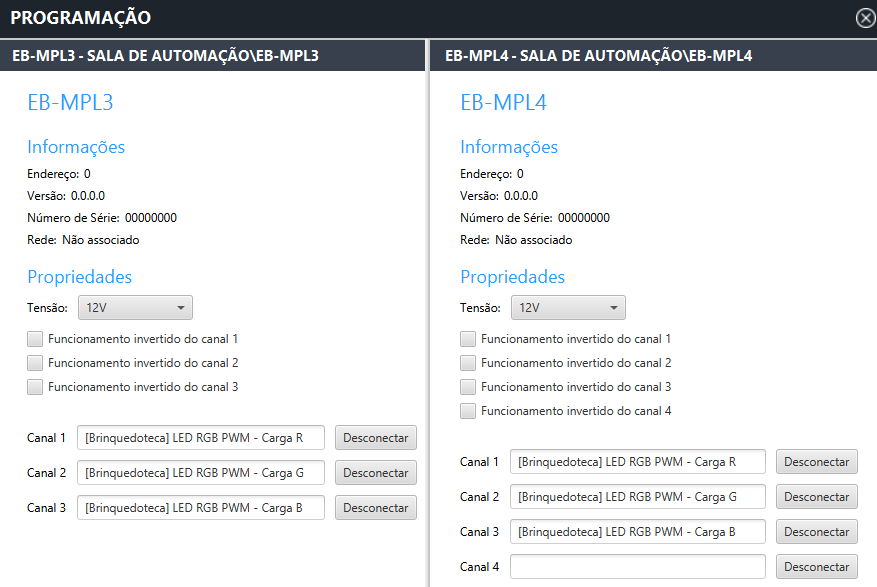 PROGRAMAÇÃO
EB-MPL3 - SALA DE AUTOMAÇÃO\EB-MPL3
EB-MPL3
Informações
Endereço: 0
Versão: 0.0.0.0
Número de Série: 00000000
Rede: Não associado
Propriedades
Tensão: 12V
Funcionamento invertido do canal 1
Funcionamento invertido do canal 2
Funcionamento invertido do canal 3
Canal 1 [Brinquedoteca] LED RGB PWM - Carga R Desconectar
Canal 2 [Brinquedoteca] LED RGB PWM - Carga G Desconectar
Canal 3 [Brinquedoteca] LED RGB PWM - Carga B Desconectar
EB-MPL4 - SALA DE AUTOMAÇÃO\EB-MPL4
EB-MPL4
Informações
Endereço: 0
Versão: 0.0.0.0
Número de Série: 00000000
Rede: Não associado
Propriedades
Tensão: 12V
Funcionamento invertido do canal 1
Funcionamento invertido do canal 2
Funcionamento invertido do canal 3
Funcionamento invertido do canal 4
Canal 1 [Brinquedoteca] LED RGB PWM - Carga R Desconectar
Canal 2 [Brinquedoteca] LED RGB PWM - Carga G Desconectar
Canal 3 [Brinquedoteca] LED RGB PWM - Carga B Desconectar
Canal 4 Desconectar